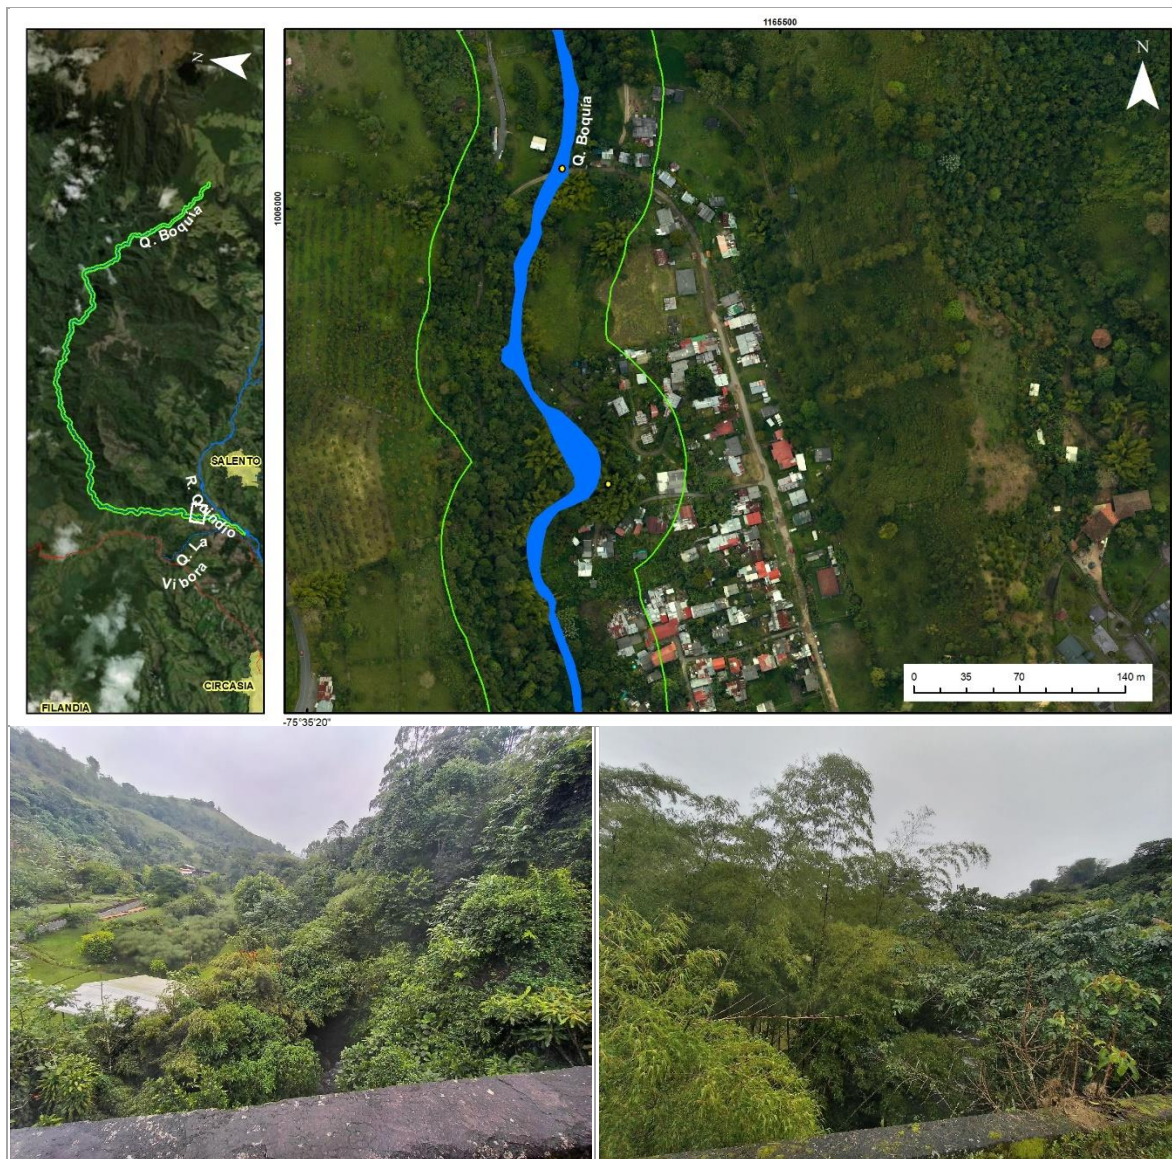 N
Q. Boquía
SALENTO
R. Quindío
Q. La
Víbora
CIRCASIA
FILANDIA
1165500
1006000
N
Q. Boquía
0 35 70 140 m
-75°35'20"